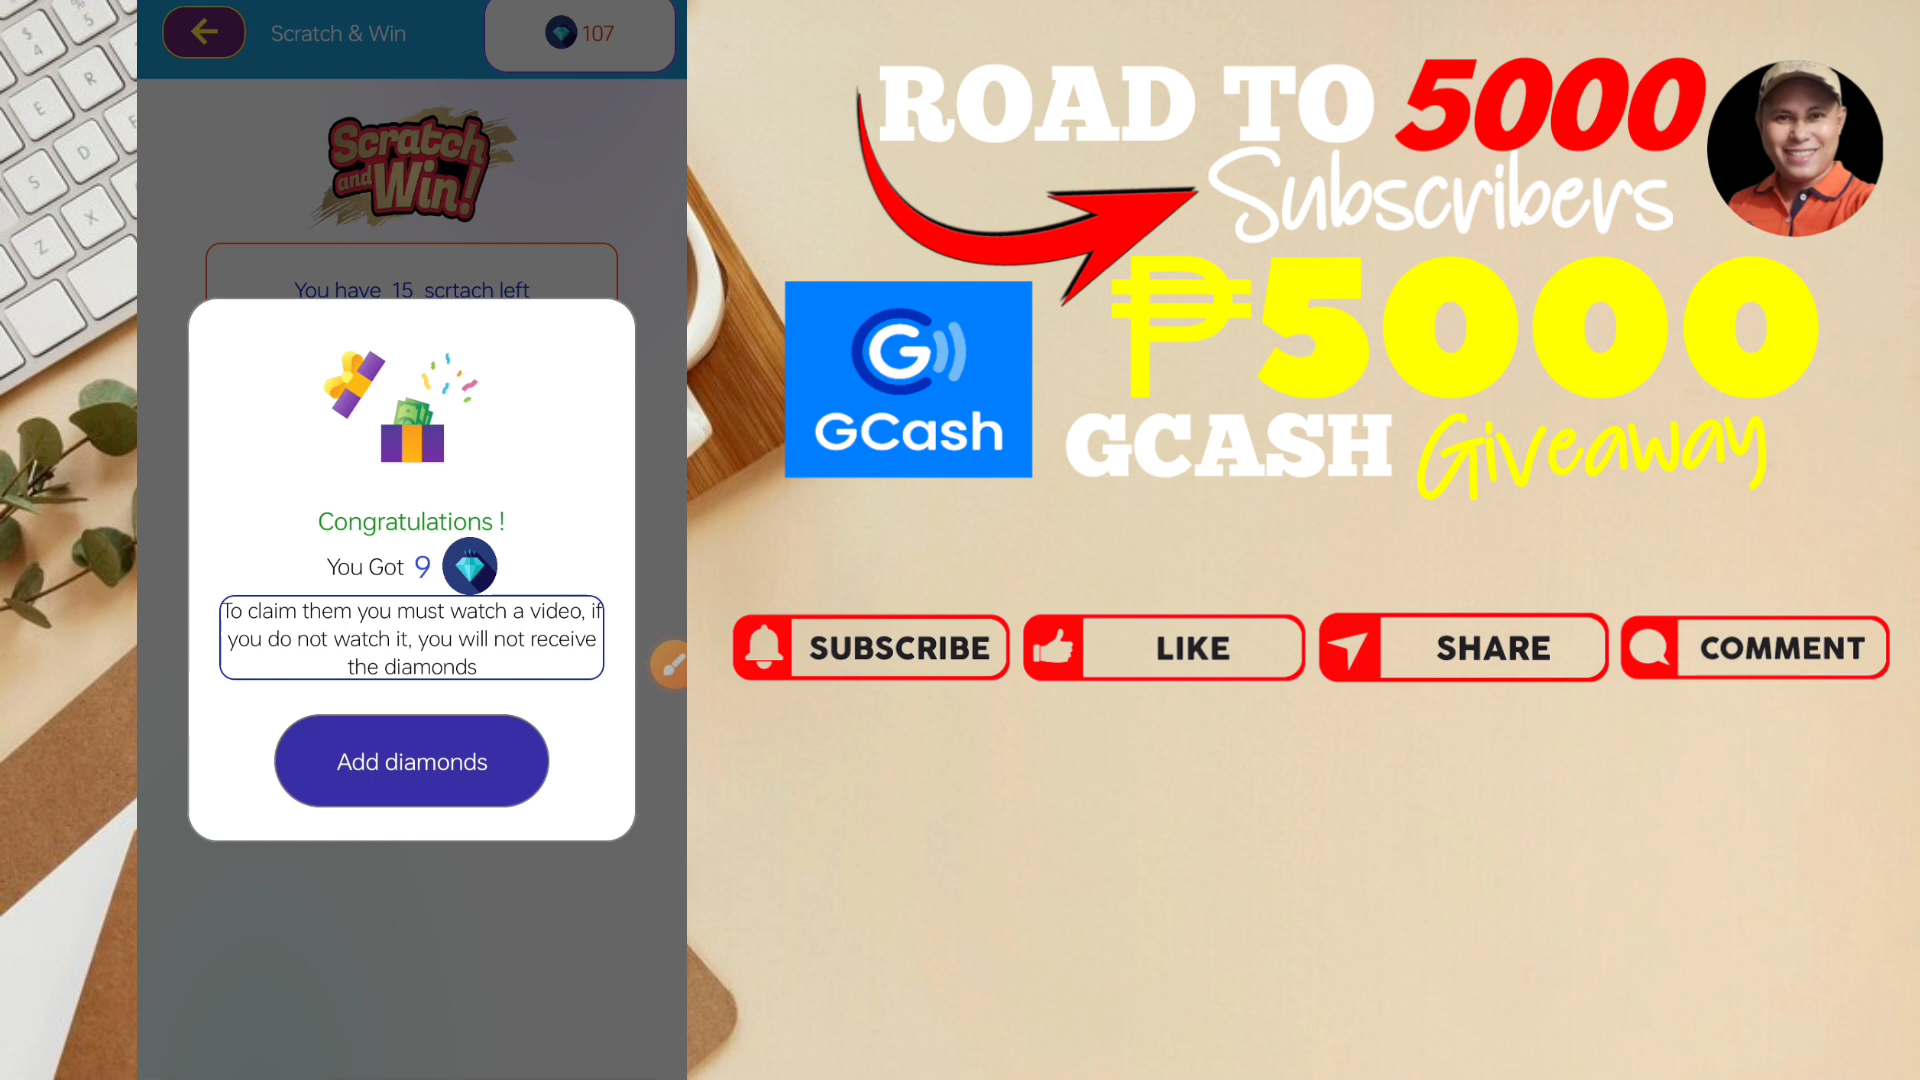 Scratch & Win
107
Scratch
and Win!
You have 15 scrtach left
Congratulations !
You Got 9
To claim them you must watch a video, if
you do not watch it, you will not receive
the diamonds
Add diamonds
ROAD TO 5000
Subscribers
₱5000
GCash
GCASH Giveaway
SUBSCRIBE
LIKE
SHARE
COMMENT
$
4
%
5
E
R
S
D
F
Z
X